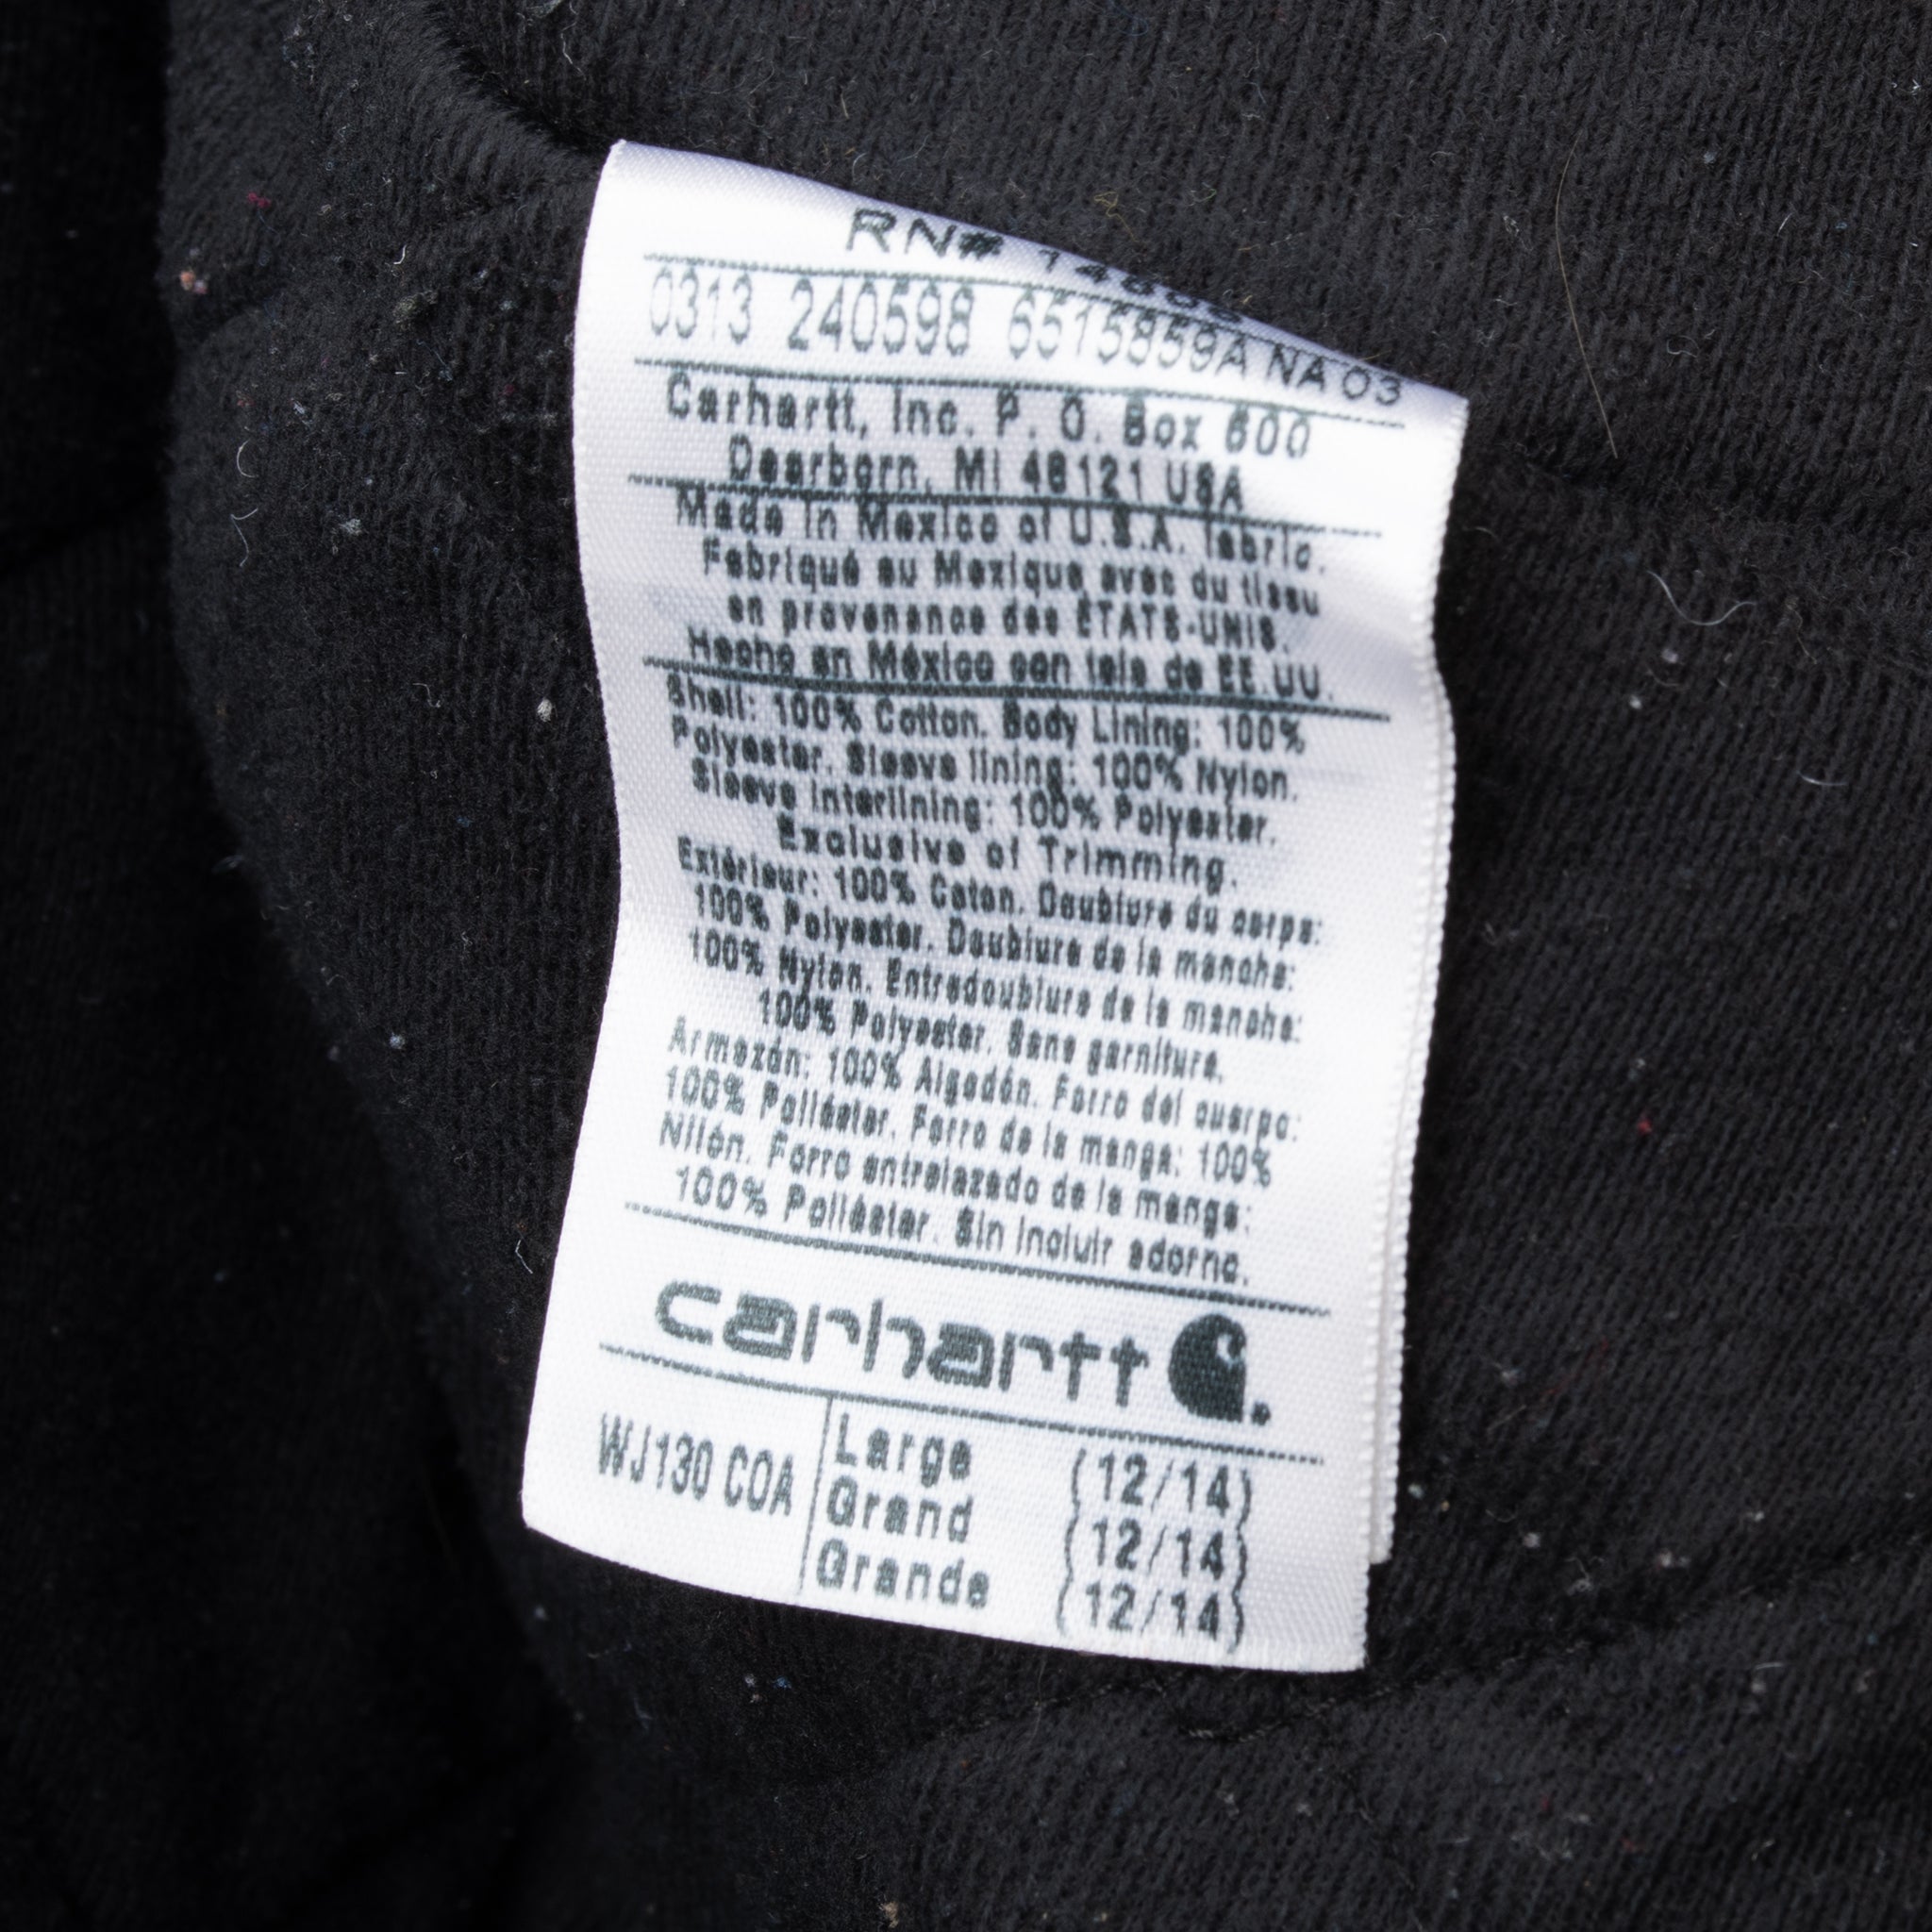 RN#
0313 240598 6515859A NA 03
Carhartt, Inc. P. O. Box 600
Dearborn, MI 48121 USA
Made in Mexico of U.S.A. fabric.
Fabriqué au Mexique avec du tissu
en provenance des ÉTATS-UNIS.
Hecho en México con tela de EE.UU.
Shell: 100% Cotton. Body Lining: 100%
Polyester. Sleeve lining: 100% Nylon.
Sleeve Interlining: 100% Polyester.
Exclusive of Trimming.
Extérieur: 100% Coton. Doublure du corps:
100% Polyester. Doublure de la manche:
100% Nylon. Entredoublure de la manche:
100% Polyester. Sans garniture.
Armazón: 100% Algodón. Forro del cuerpo:
100% Poliéster. Forro de la manga: 100%
Nilón. Forro entrelazado de la manga:
100% Poliéster. Sin incluir adorno.
carhartt
WJ130 COA
Large (12/14)
Grand (12/14)
Grande (12/14)